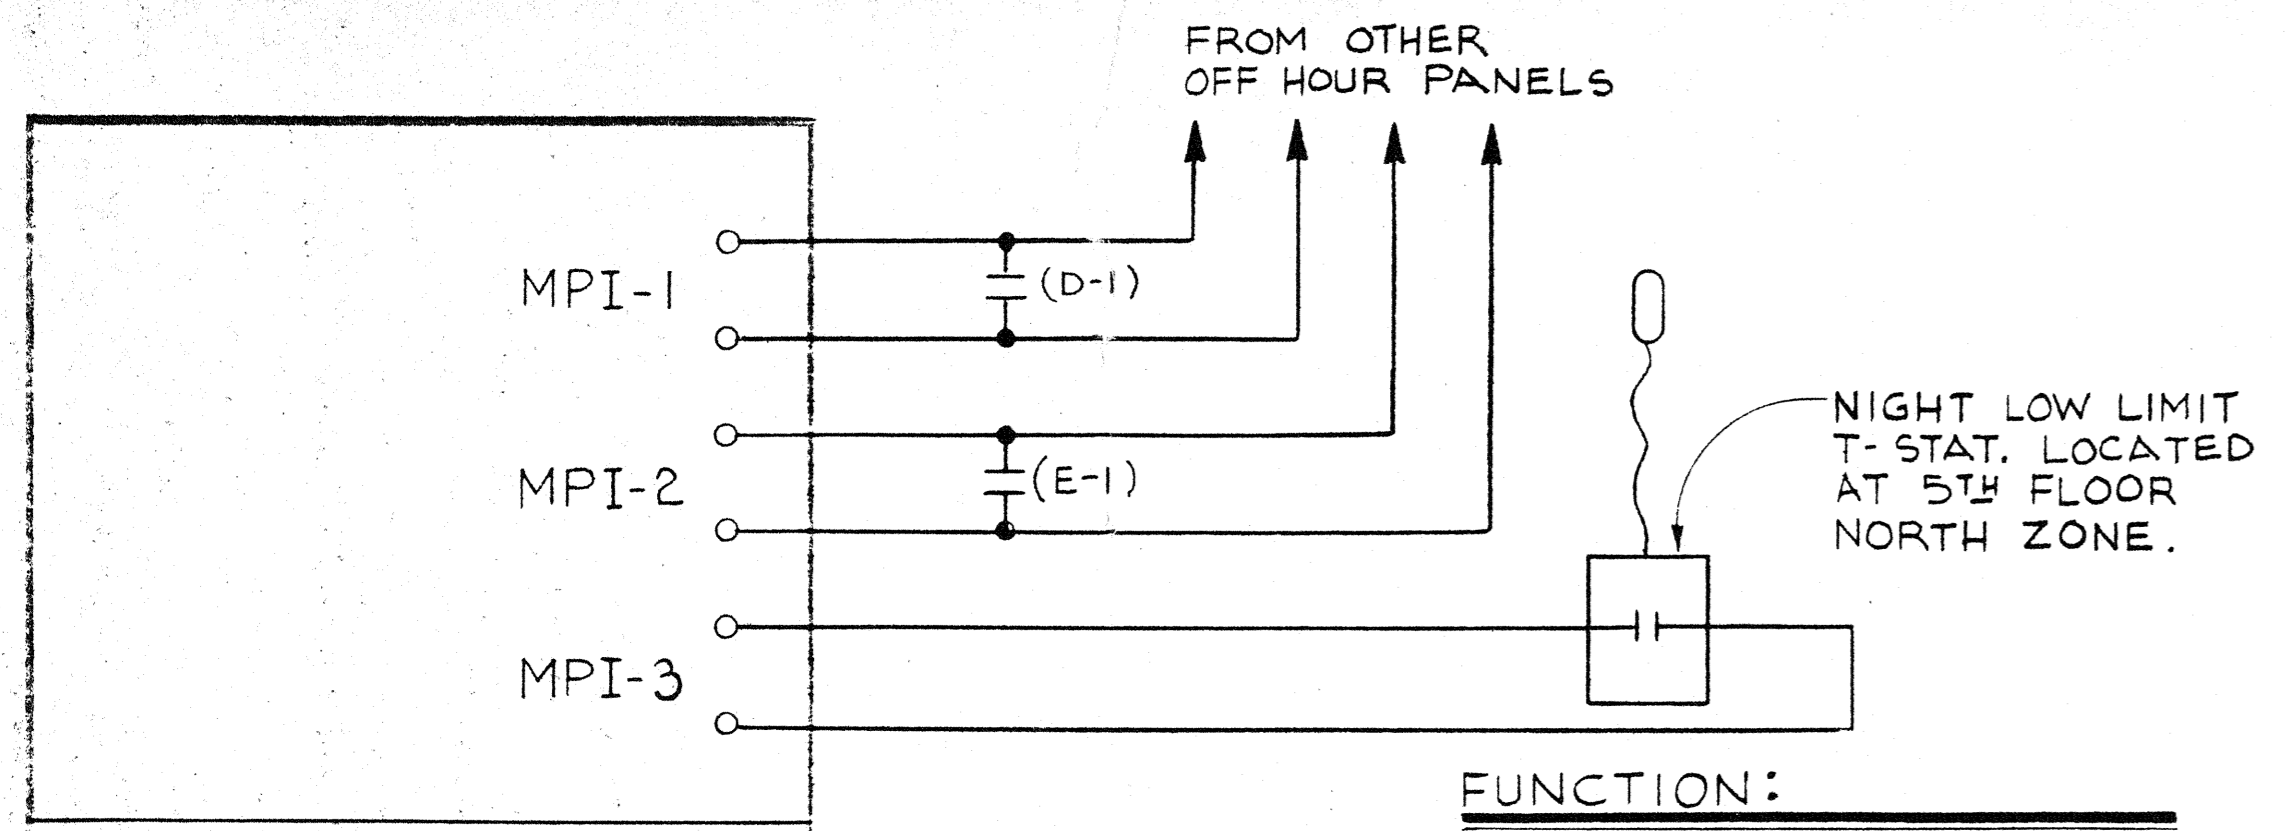 FROM OTHER
OFF HOUR PANELS
MPI-1
(D-1)
MPI-2
(E-1)
NIGHT LOW LIMIT
T-STAT. LOCATED
AT 5TH FLOOR
NORTH ZONE.
MPI-3
FUNCTION: